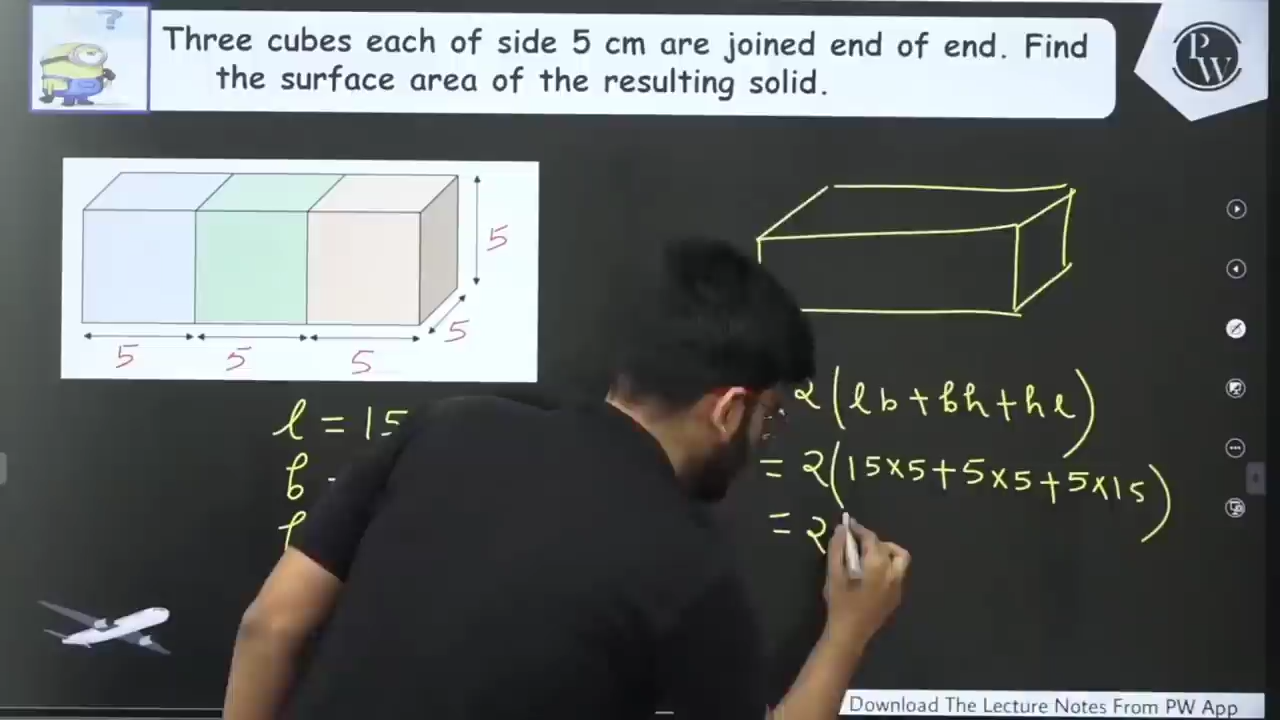 ?
Three cubes each of side 5 cm are joined end of end. Find
the surface area of the resulting solid.
PW
5
5
5 5 5
l = 15
b
2(lb+bh+hl)
= 2(15×5+5×5+5×15)
= 2
Download The Lecture Notes From PW App